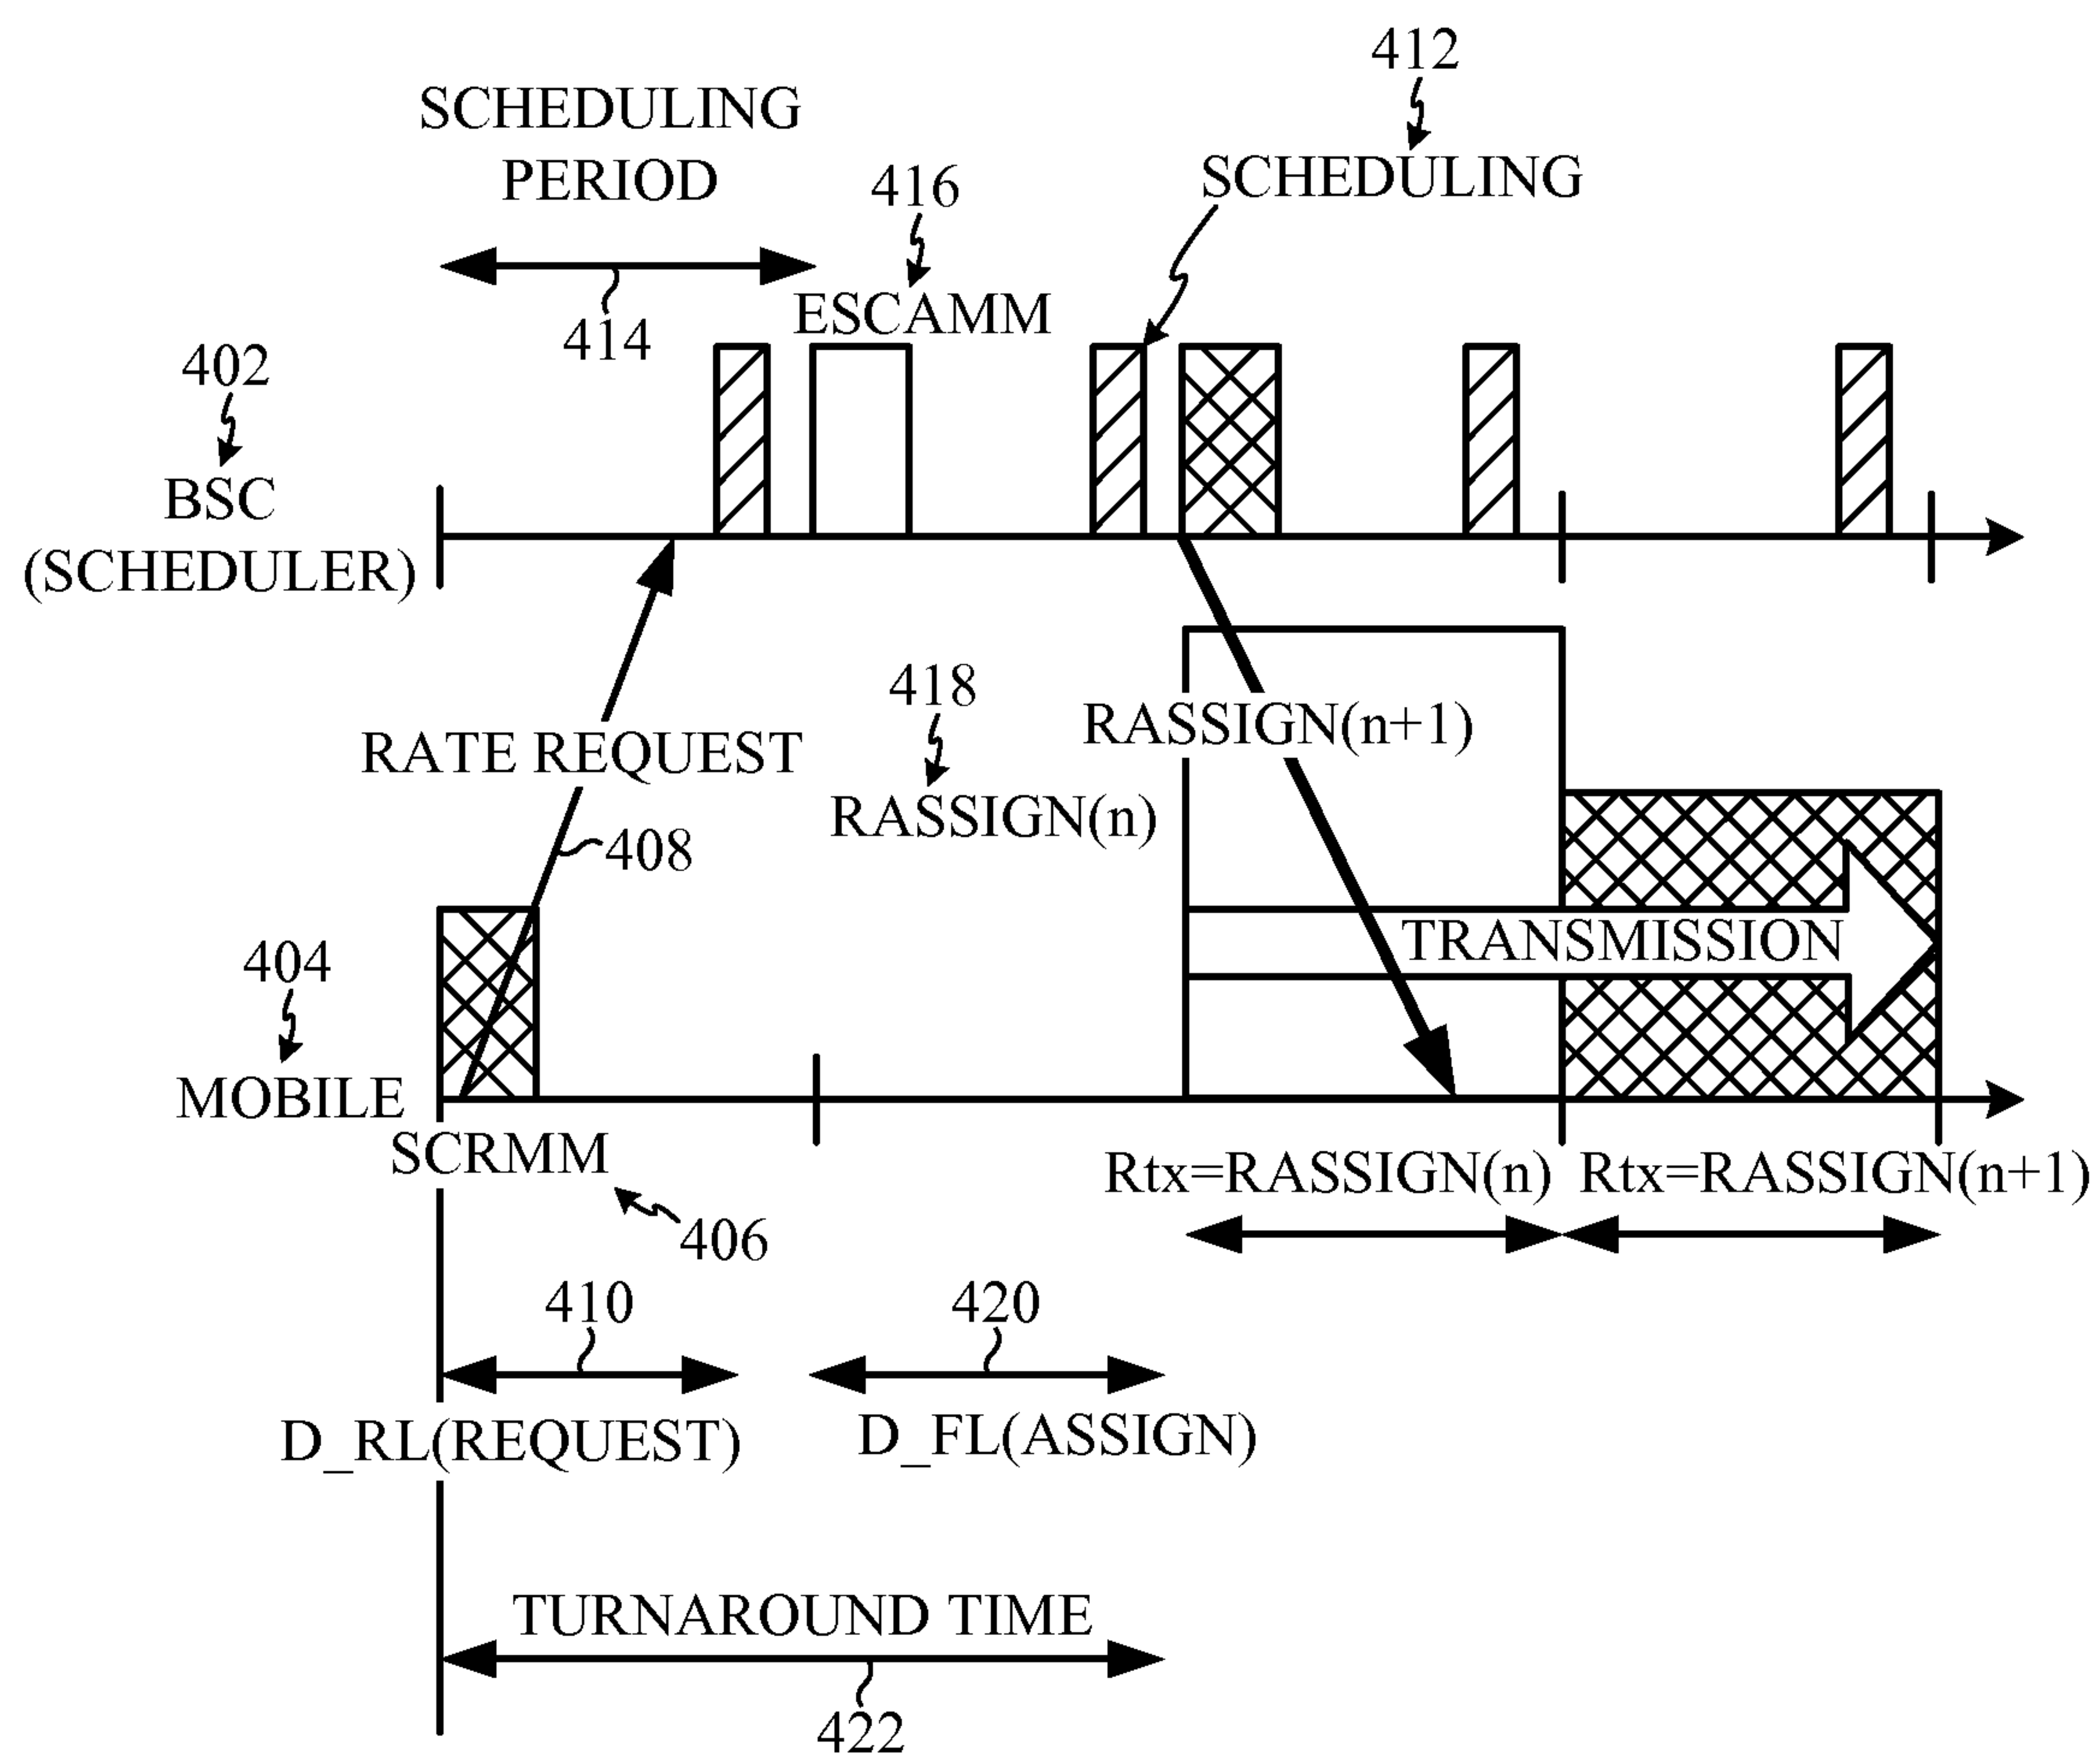 412
SCHEDULING
PERIOD
416
SCHEDULING
ESCAMM
414
402
BSC
(SCHEDULER)
418
RASSIGN(n+1)
RATE REQUEST
RASSIGN(n)
408
TRANSMISSION
404
MOBILE
SCRMM
Rtx=RASSIGN(n)
Rtx=RASSIGN(n+1)
406
410
420
D_RL(REQUEST)
D_FL(ASSIGN)
TURNAROUND TIME
422